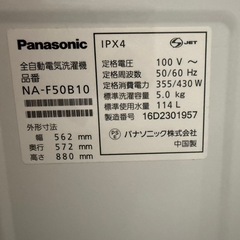 Panasonic
全自動電気洗濯機
品番
NA-F50B10
外形寸法
幅 562 mm
奥行 572 mm
高さ 880 mm
IPX4
JET
定格電圧 100 V~
定格周波数 50/60 Hz
定格消費電力 355/430 W
標準洗濯容量 5.0 kg
標準使用水量 114 L
製造番号 16D2301957
PSE パナソニック株式会社
中国製